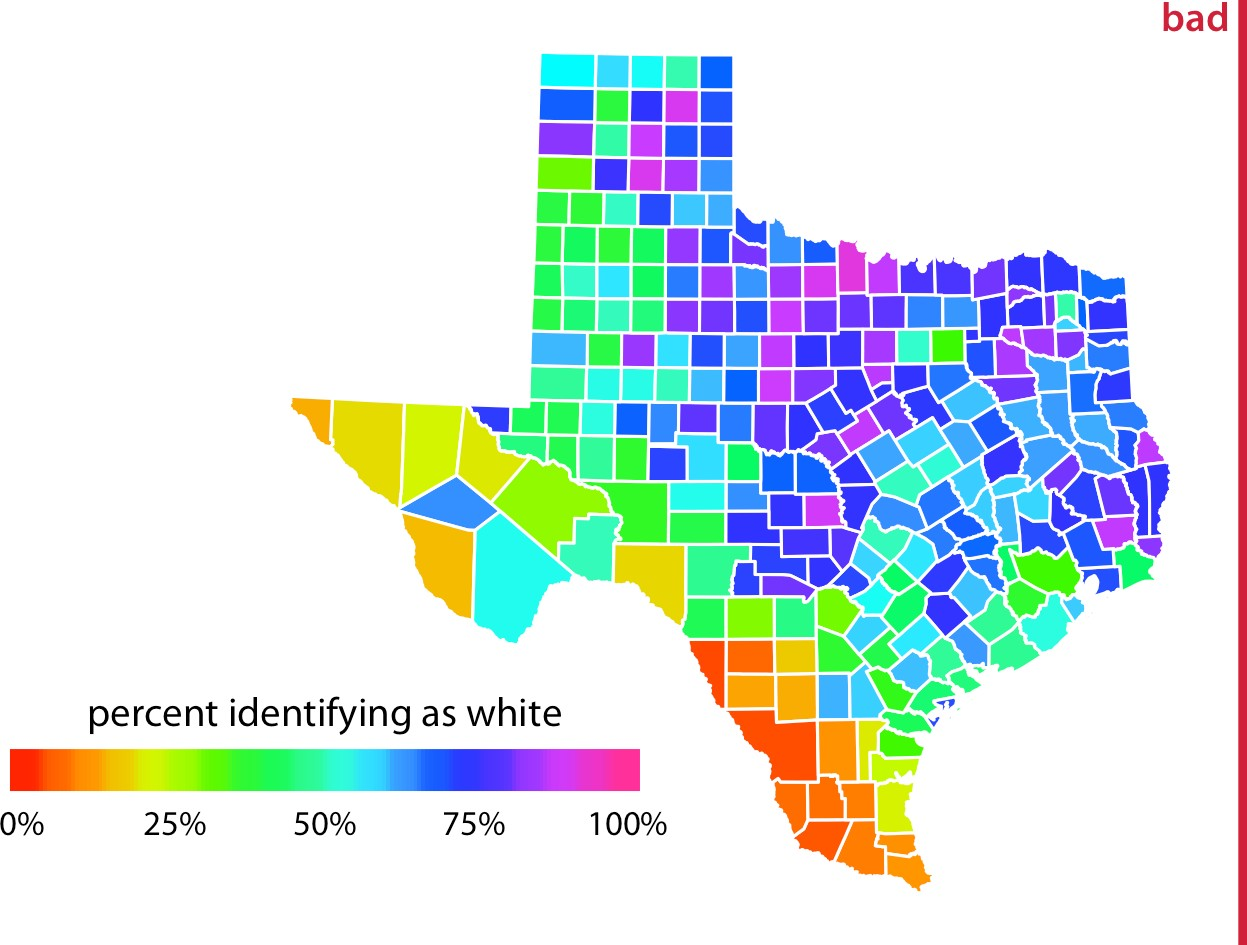 bad
percent identifying as white
0% 25% 50% 75% 100%